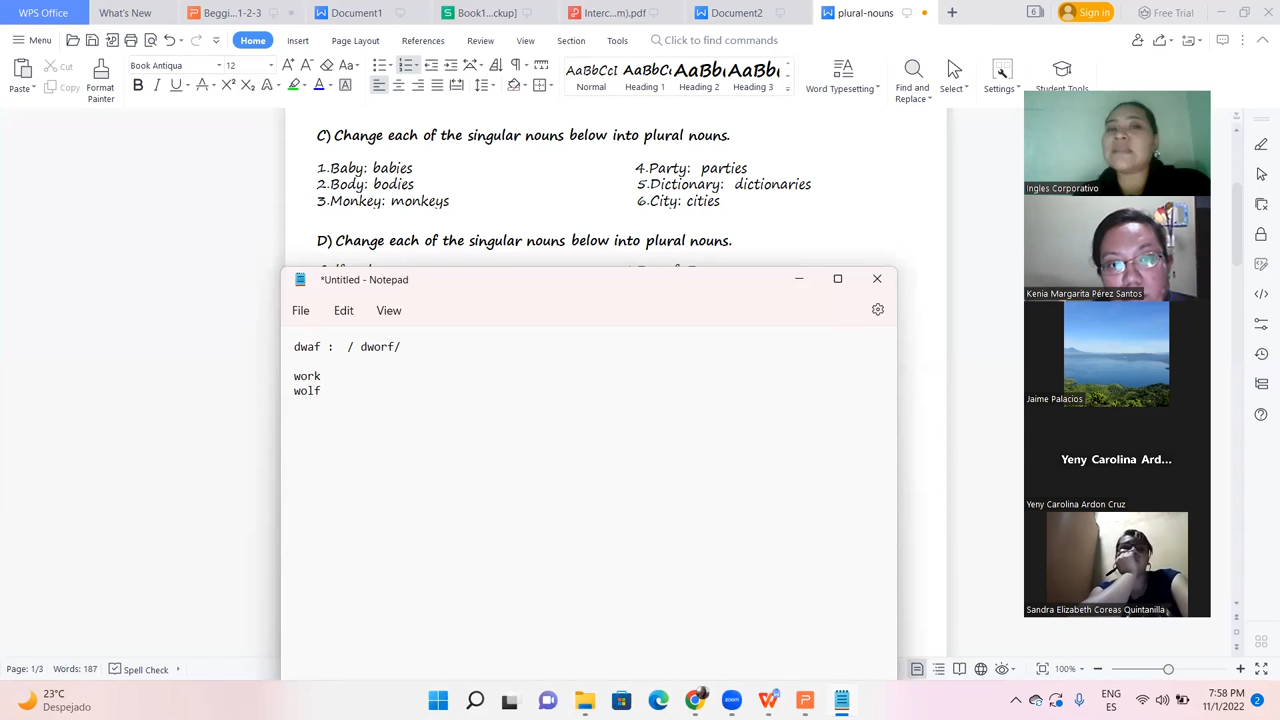 WPS Office
What's New
Beggi... -1-2-3
Document1
Book1...ckup]
Interc...m).pdf
Document2
plural-nouns
6
Sign in
Free Trial
Menu
Home
Insert
Page Layout
References
Review
View
Section
Tools
Click to find commands
Paste
Cut
Copy
Format
Painter
Book Antiqua
12
AaBbCcI
Normal
AaBbC
Heading 1
AaBb
Heading 2
AaBb
Heading 3
Word Typesetting
Find and
Replace
Select
Settings
Student Tools
C) Change each of the singular nouns below into plural nouns.
1.Baby: babies
4.Party: parties
2.Body: bodies
5.Dictionary: dictionaries
3.Monkey: monkeys
6.City: cities
D) Change each of the singular nouns below into plural nouns.
*Untitled - Notepad
File
Edit
View
dwaf : / dworf/
work
wolf
Ingles Corporativo
Kenia Margarita Pérez Santos
Jaime Palacios
Yeny Carolina Ard...
Yeny Carolina Ardon Cruz
Sandra Elizabeth Coreas Quintanilla
Page: 1/3
Words: 187
Spell Check
100%
23°C
Despejado
ENG
ES
7:58 PM
11/1/2022
2